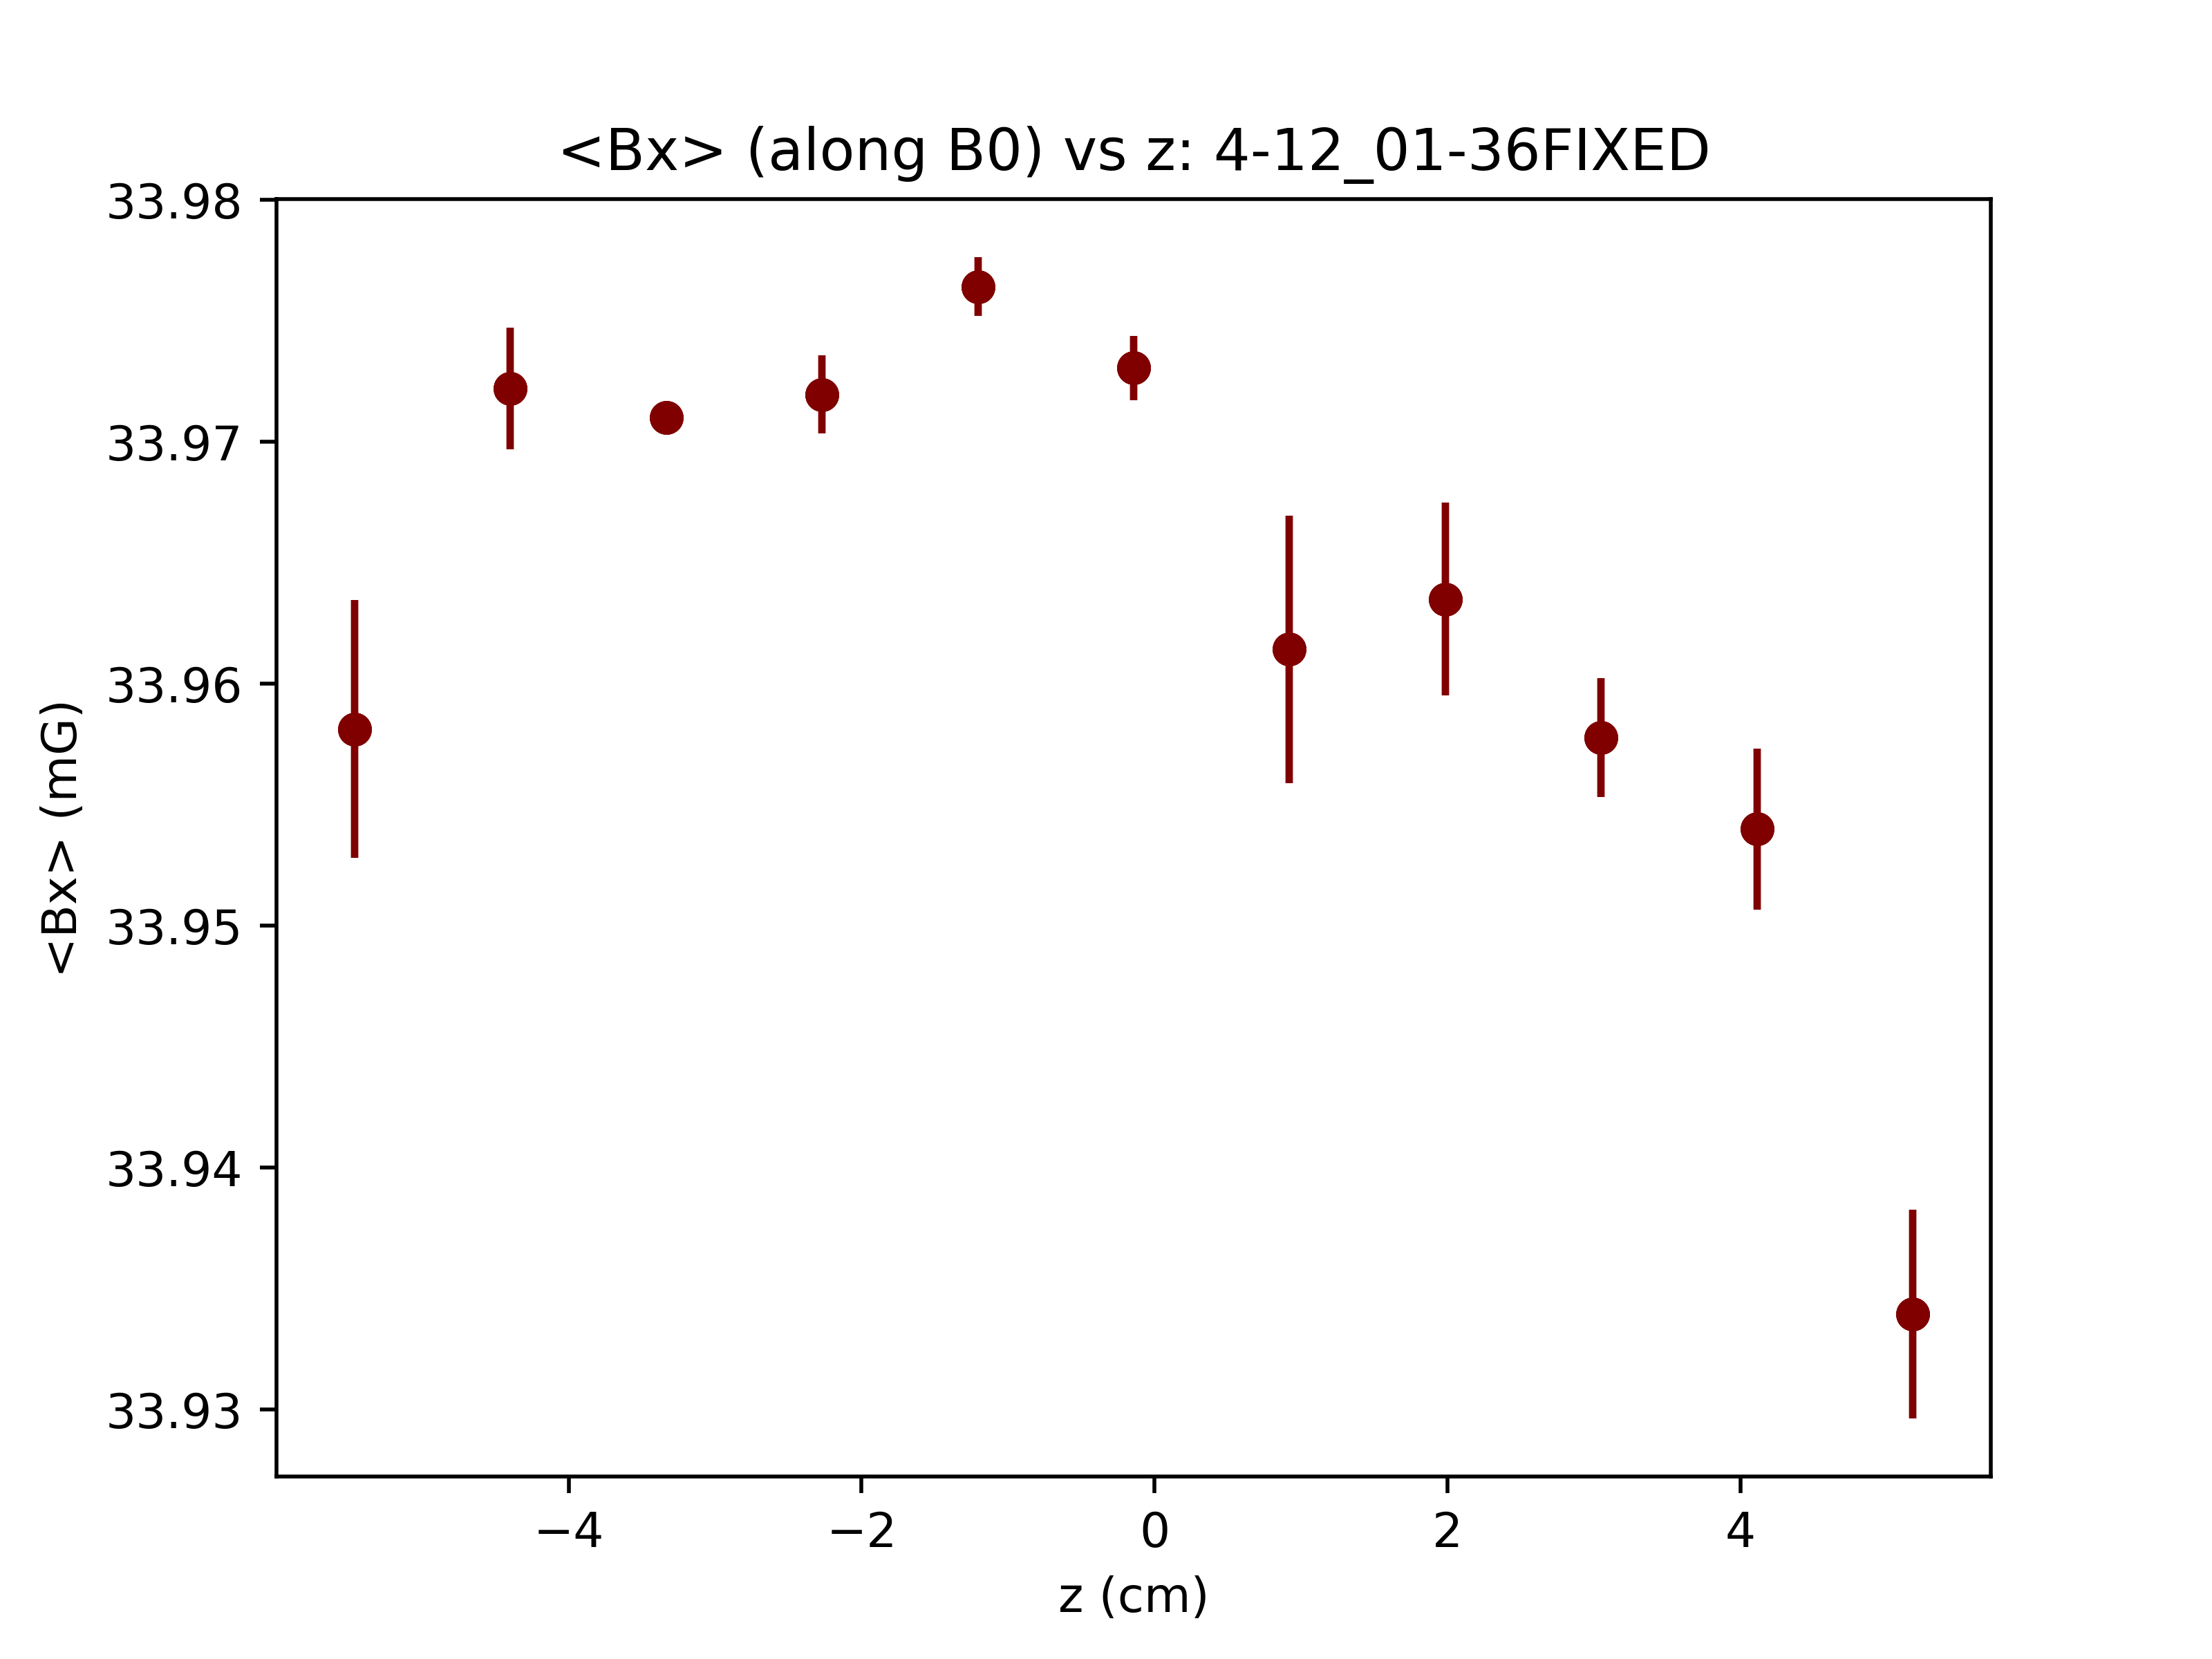 <Bx> (along B0) vs z: 4-12_01-36FIXED
33.98
33.97
33.96
33.95
33.94
33.93
<Bx> (mG)
−4 −2 0 2 4
z (cm)